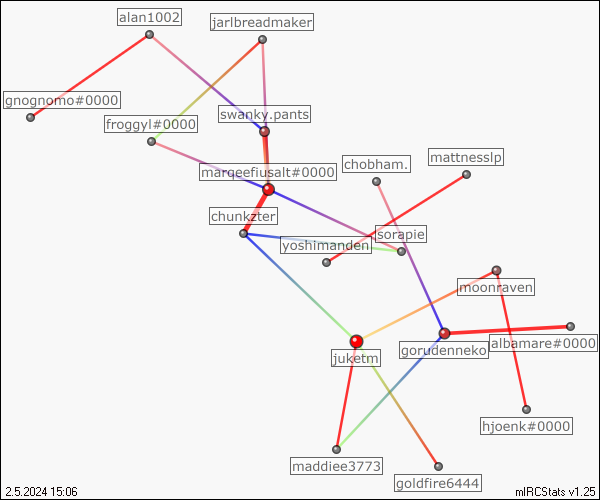 alan1002
jarlbreadmaker
gnognomo#0000
swanky.pants
froggyl#0000
mattnesslp
chobham.
marqeefiusalt#0000
chunkzter
sorapie
yoshimanden
moonraven
albamare#0000
gorudenneko
juketm
hjoenk#0000
maddiee3773
goldfire6444
2.5.2024 15:06
mIRCStats v1.25